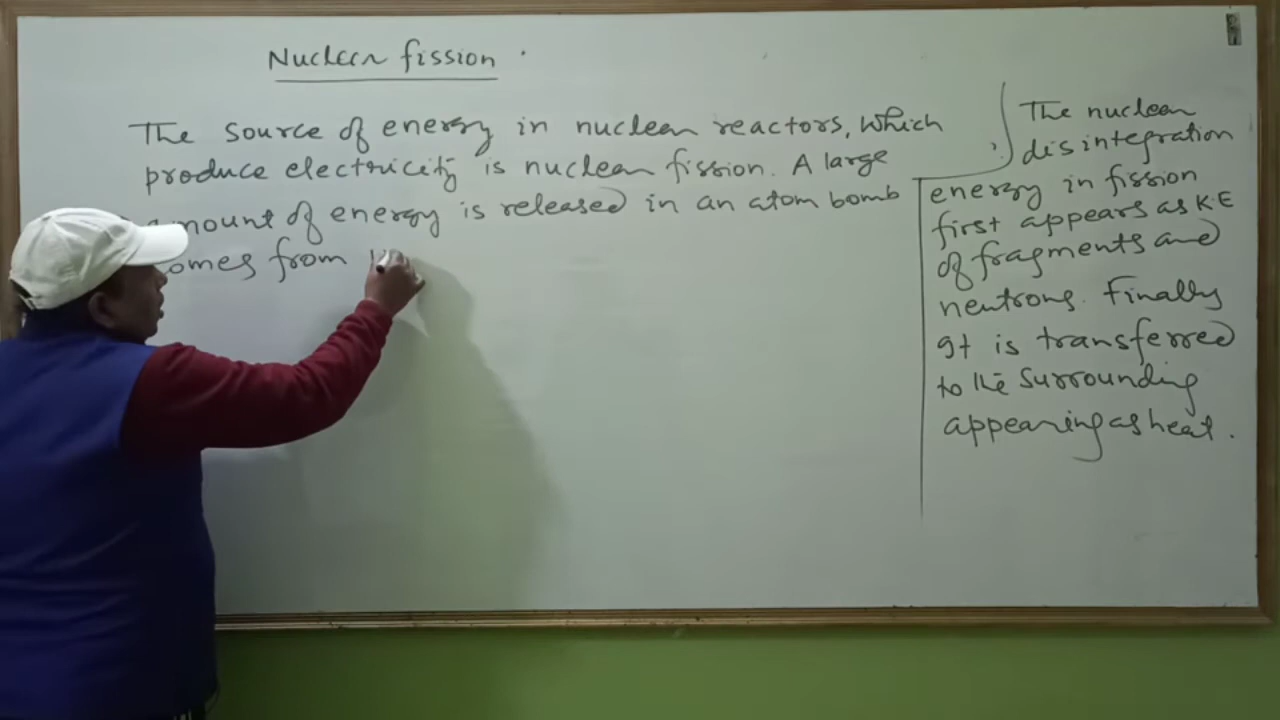 Nuclear fission
The source of energy in nuclear reactors, which
produce electricity is nuclear fission. A large
mount of energy is released in an atom bomb
omes from
The nuclear
disintegration
energy in fission
first appears as K.E
of fragments and
neutrons. Finally
It is transferred
to the surrounding
appearing as heat.